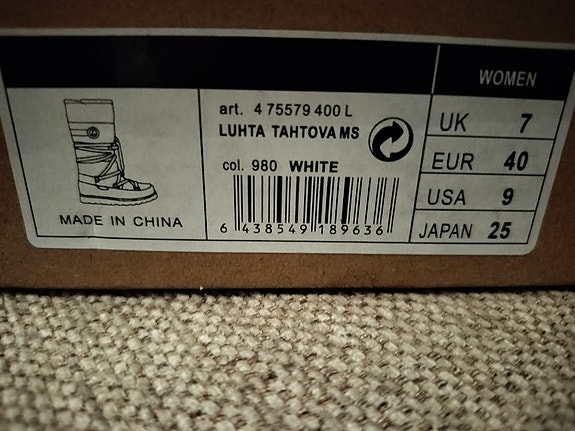 WOMEN
art. 4 75579 400 L
LUHTA TAHTOVA MS
col. 980 WHITE
6 438549 189636
MADE IN CHINA
UK 7
EUR 40
USA 9
JAPAN 25